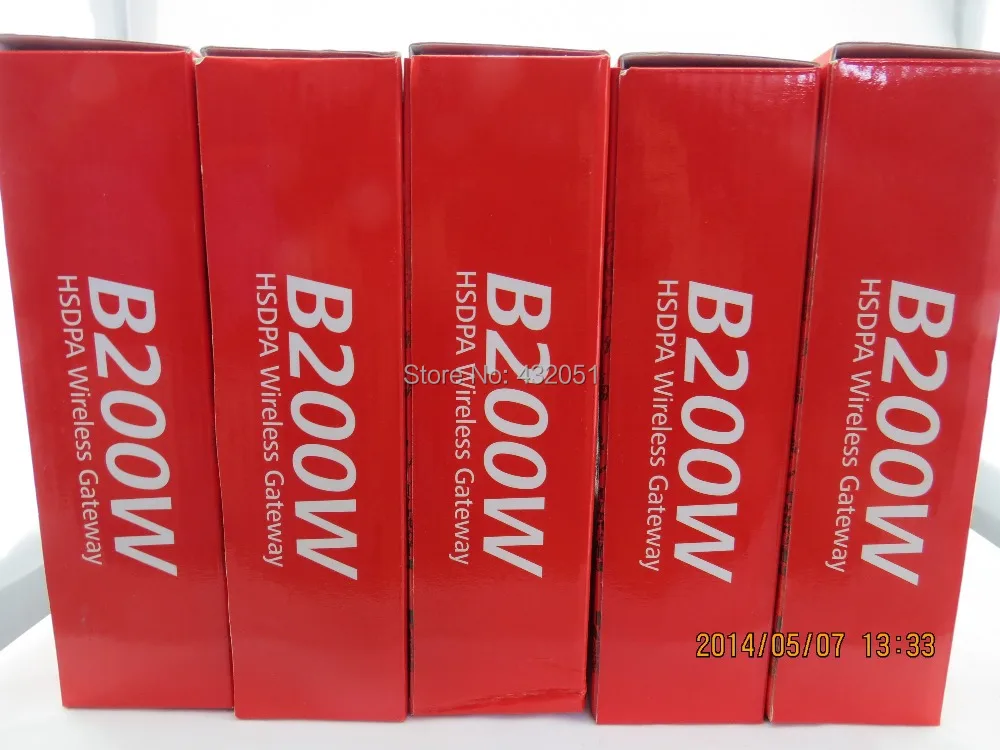 B200W
HSDPA Wireless Gateway
B200W
HSDPA Wireless Gateway
B200W
HSDPA Wireless Gateway
B200W
HSDPA Wireless Gateway
B200W
HSDPA Wireless Gateway
Store No: 432051
2014/05/07 13:33